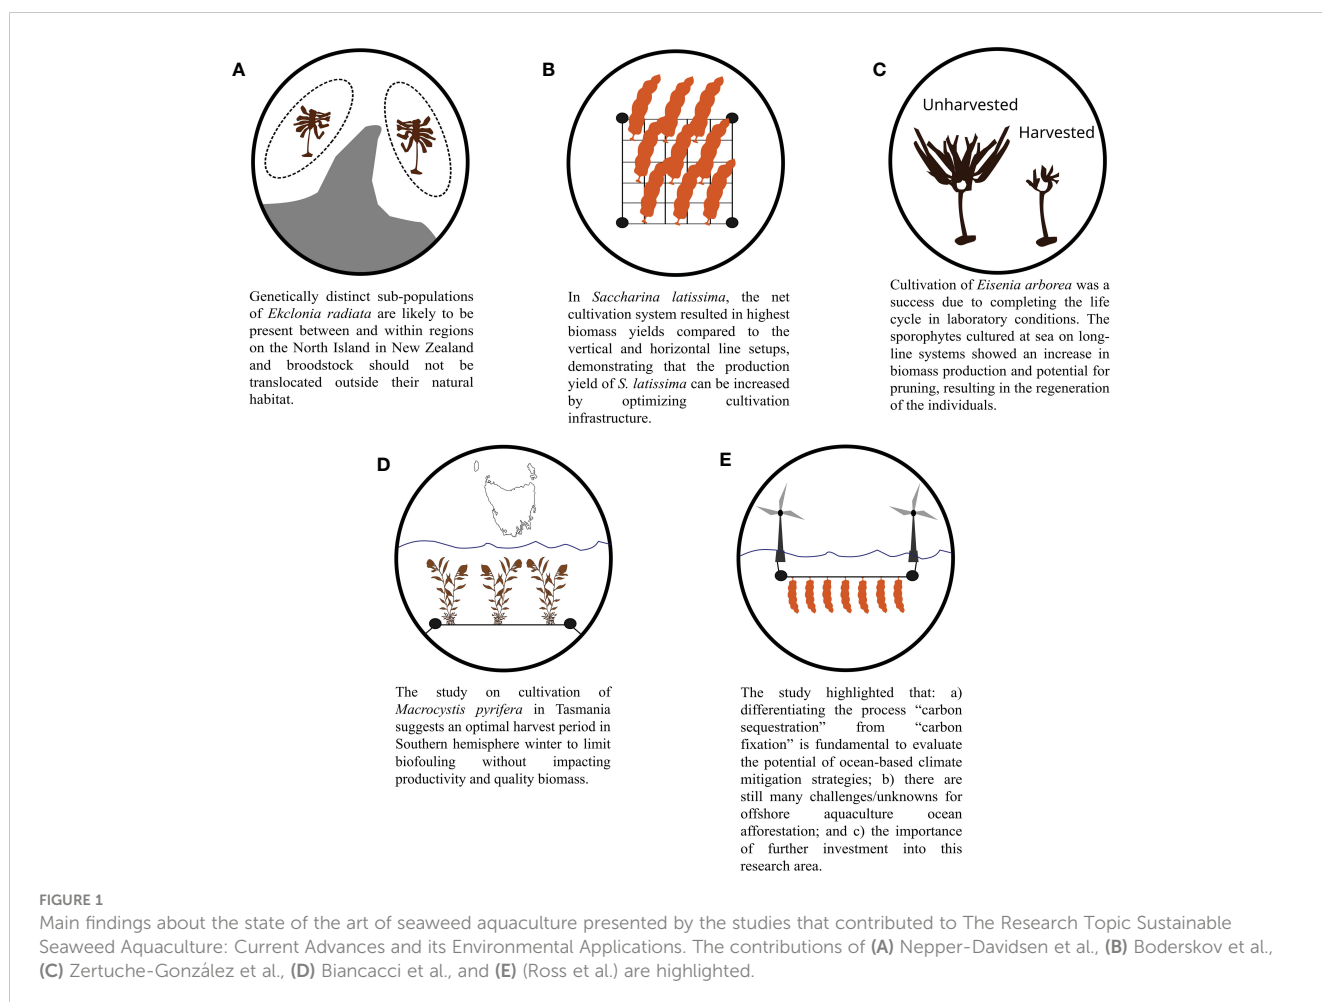 A
Genetically distinct sub-populations
of Ekclonia radiata are likely to be
present between and within regions
on the North Island in New Zealand
and broodstock should not be
translocated outside their natural
habitat.
B
In Saccharina latissima, the net
cultivation system resulted in highest
biomass yields compared to the
vertical and horizontal line setups,
demonstrating that the production
yield of S. latissima can be increased
by optimizing cultivation
infrastructure.
C
Unharvested
Harvested
Cultivation of Eisenia arborea was a
success due to completing the life
cycle in laboratory conditions. The
sporophytes cultured at sea on long-
line systems showed an increase in
biomass production and potential for
pruning, resulting in the regeneration
of the individuals.
D
The study on cultivation of
Macrocystis pyrifera in Tasmania
suggests an optimal harvest period in
Southern hemisphere winter to limit
biofouling without impacting
productivity and quality biomass.
E
The study highlighted that: a)
differentiating the process “carbon
sequestration” from “carbon
fixation” is fundamental to evaluate
the potential of ocean-based climate
mitigation strategies; b) there are
still many challenges/unknowns for
offshore aquaculture ocean
afforestation; and c) the importance
of further investment into this
research area.
FIGURE 1
Main findings about the state of the art of seaweed aquaculture presented by the studies that contributed to The Research Topic Sustainable
Seaweed Aquaculture: Current Advances and its Environmental Applications. The contributions of (A) Nepper-Davidsen et al., (B) Boderskov et al.,
(C) Zertuche-González et al., (D) Biancacci et al., and (E) (Ross et al.) are highlighted.